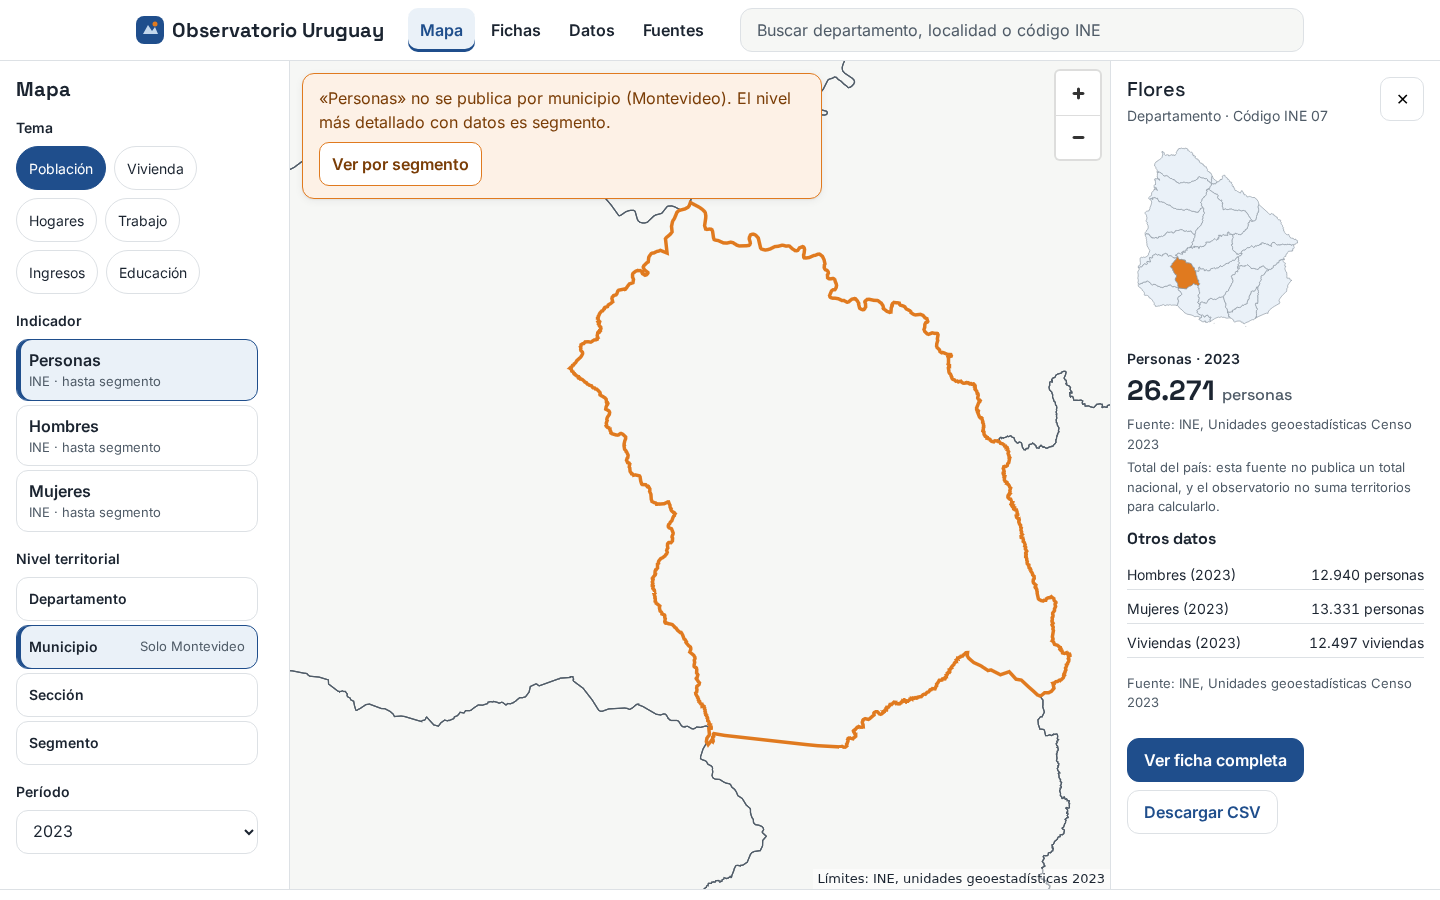 Observatorio Uruguay
Mapa
Fichas
Datos
Fuentes
Buscar departamento, localidad o código INE
Mapa
Tema
Población
Vivienda
Hogares
Trabajo
Ingresos
Educación
Indicador
Personas
INE · hasta segmento
Hombres
INE · hasta segmento
Mujeres
INE · hasta segmento
Nivel territorial
Departamento
Municipio Solo Montevideo
Sección
Segmento
Período
2023
«Personas» no se publica por municipio (Montevideo). El nivel
más detallado con datos es segmento.
Ver por segmento
+
−
Límites: INE, unidades geoestadísticas 2023
Flores
×
Departamento · Código INE 07
Personas · 2023
26.271 personas
Fuente: INE, Unidades geoestadísticas Censo
2023
Total del país: esta fuente no publica un total
nacional, y el observatorio no suma territorios
para calcularlo.
Otros datos
Hombres (2023) 12.940 personas
Mujeres (2023) 13.331 personas
Viviendas (2023) 12.497 viviendas
Fuente: INE, Unidades geoestadísticas Censo
2023
Ver ficha completa
Descargar CSV